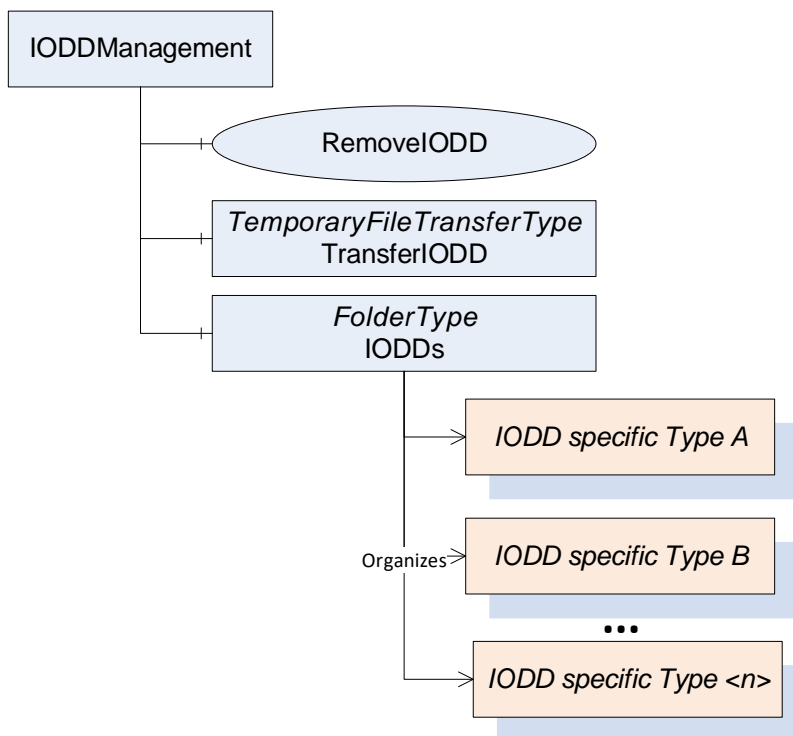 IODDManagement
RemoveIODD
TemporaryFileTransferType
TransferIODD
FolderType
IODDs
IODD specific Type A
Organizes
IODD specific Type B
...
IODD specific Type <n>